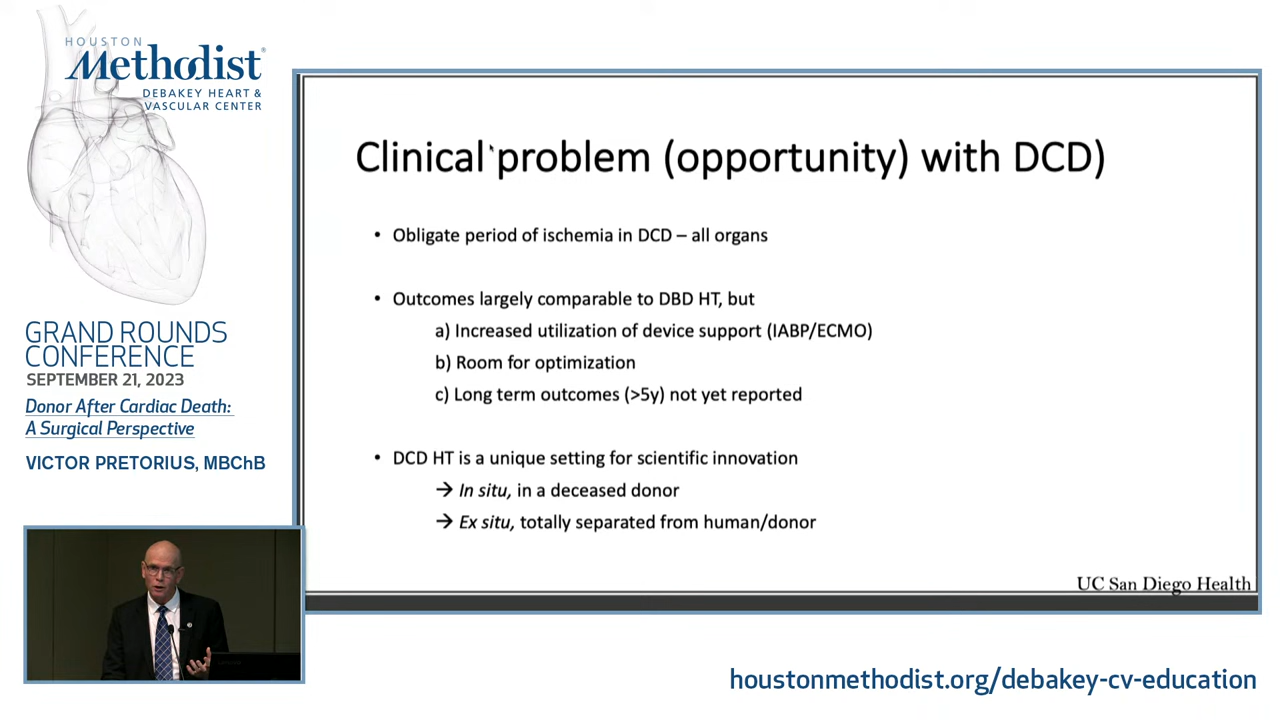 HOUSTON
Methodist®
DEBAKEY HEART &
VASCULAR CENTER
GRAND ROUNDS
CONFERENCE
SEPTEMBER 21, 2023
Donor After Cardiac Death:
A Surgical Perspective
VICTOR PRETORIUS, MBChB
Clinical problem (opportunity) with DCD)
• Obligate period of ischemia in DCD – all organs
• Outcomes largely comparable to DBD HT, but
a) Increased utilization of device support (IABP/ECMO)
b) Room for optimization
c) Long term outcomes (>5y) not yet reported
• DCD HT is a unique setting for scientific innovation
→ In situ, in a deceased donor
→ Ex situ, totally separated from human/donor
UC San Diego Health
houstonmethodist.org/debakey-cv-education